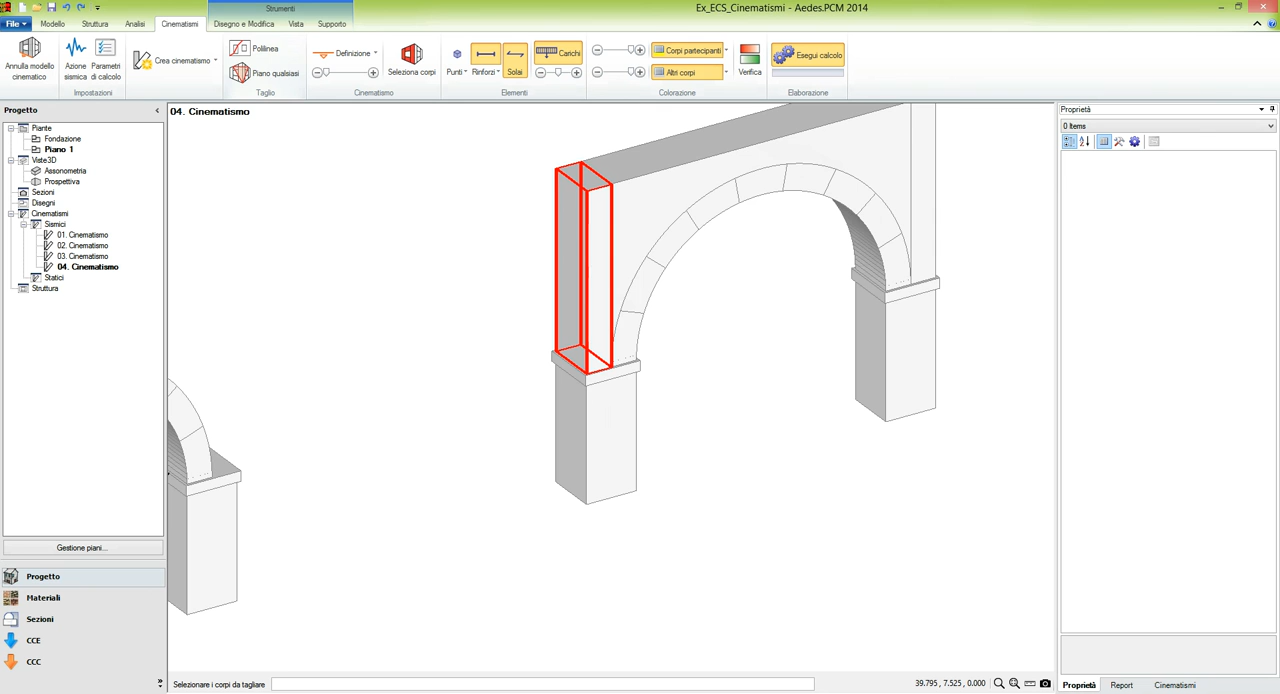 Strumenti
Ex_ECS_Cinematismi - Aedes.PCM 2014
File
Modello
Struttura
Analisi
Cinematismi
Disegno e Modifica
Vista
Supporto
Annulla modello cinematico
Azione sismica
Parametri di calcolo
Impostazioni
Crea cinematismo
Polilinea
Piano qualsiasi
Taglio
Definizione
Seleziona corpi
Cinematismo
Punti
Rinforzi
Solai
Carichi
Elementi
Corpi partecipanti
Altri corpi
Verifica
Colorazione
Esegui calcolo
Elaborazione
Progetto
Piante
Fondazione
Piano 1
Viste3D
Assonometria
Prospettiva
Sezioni
Disegni
Cinematismi
Sismici
01. Cinematismo
02. Cinematismo
03. Cinematismo
04. Cinematismo
Statici
Struttura
Gestione piani...
Progetto
Materiali
Sezioni
CCE
CCC
04. Cinematismo
Selezionare i corpi da tagliare
39.795 , 7.525 , 0.000
Proprietà
0 Items
Proprietà
Report
Cinematismi